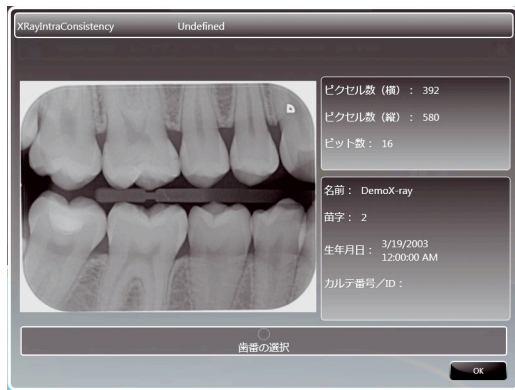 XRayIntraConsistency Undefined
ピクセル数（横）： 392
ピクセル数（縦）： 580
ビット数： 16
名前： DemoX-ray
苗字： 2
生年月日： 3/19/2003
12:00:00 AM
カルテ番号／ID：
歯番の選択
OK